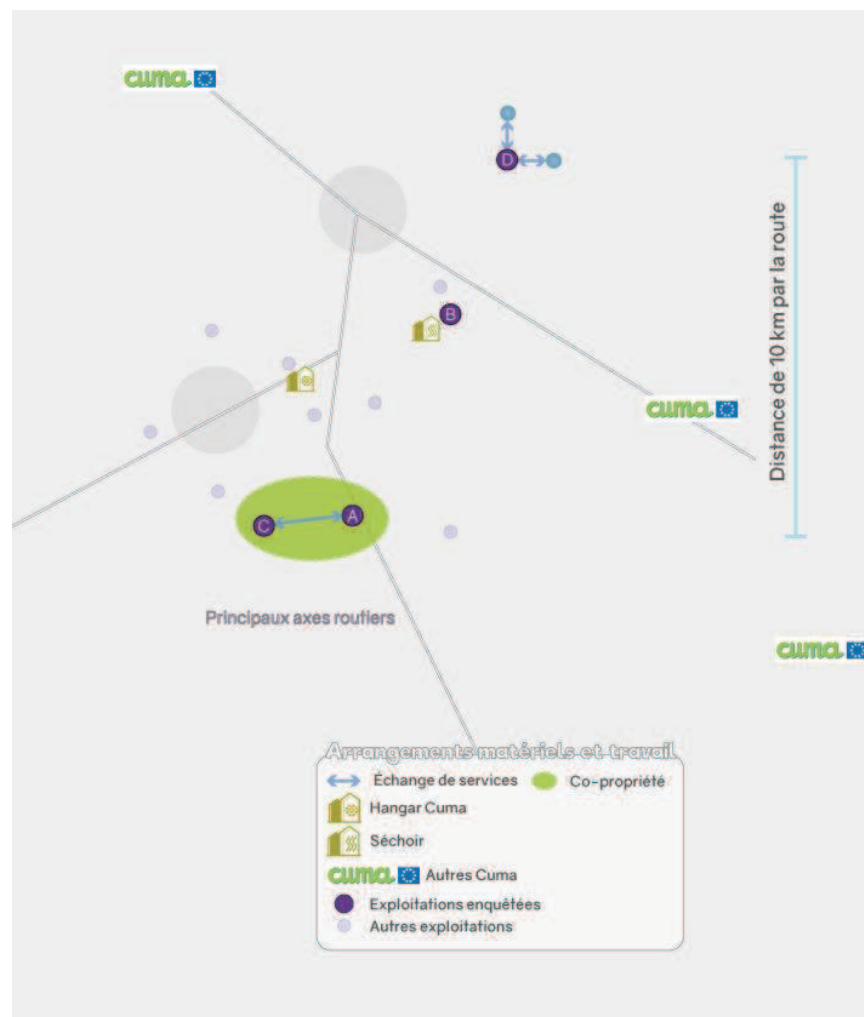 cuma
D
B
cuma
Distance de 10 km par la route
C
A
Principaux axes routiers
cuma
Arrangements matériels et travail
Échange de services
Co-propriété
Hangar Cuma
Séchoir
cuma Autres Cuma
Exploitations enquêtées
Autres exploitations